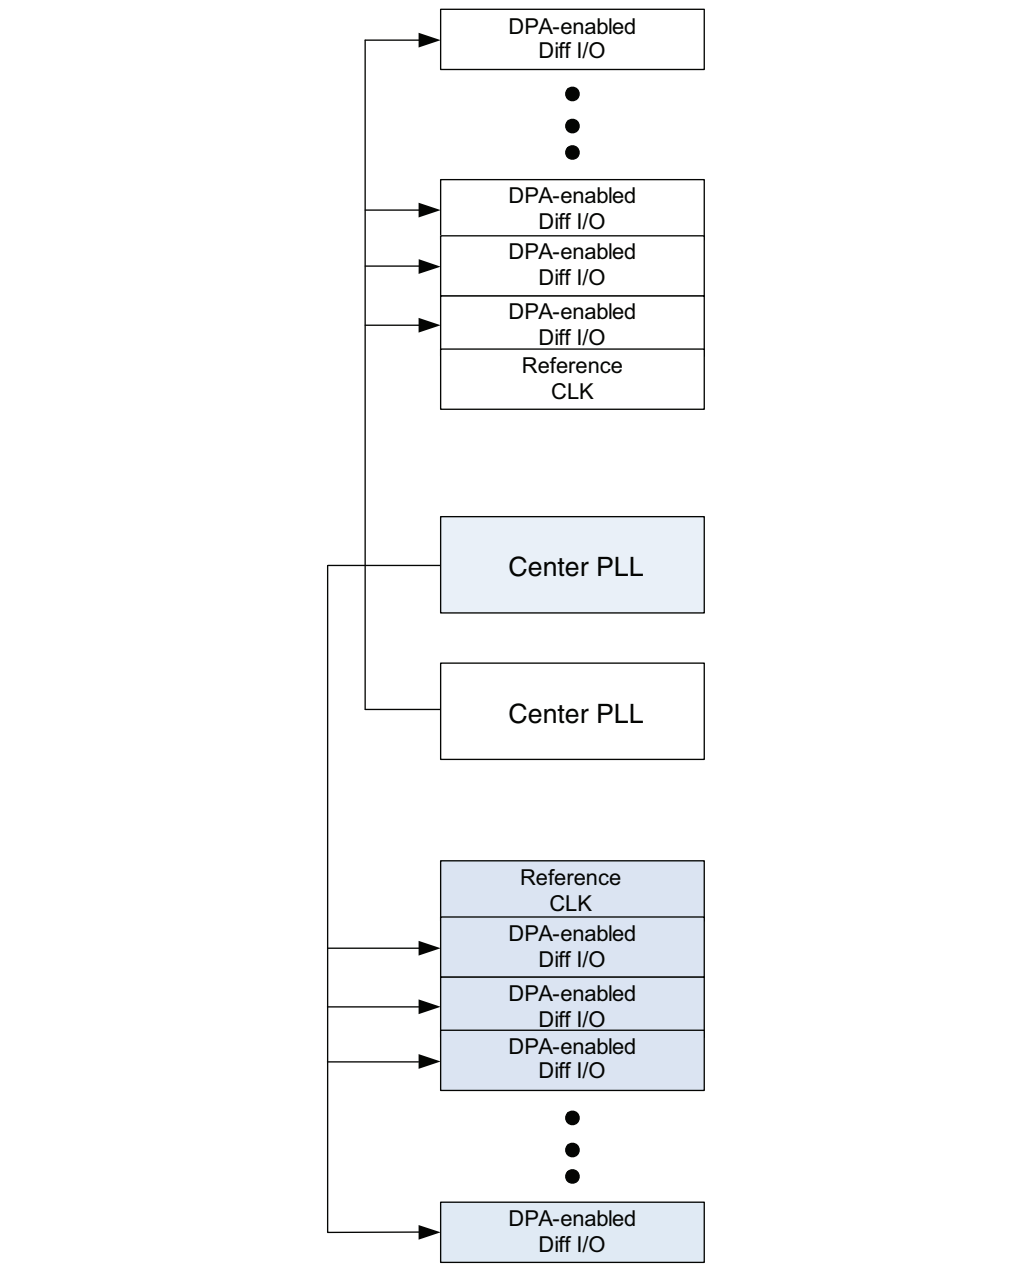 DPA-enabled
Diff I/O
DPA-enabled
Diff I/O
DPA-enabled
Diff I/O
DPA-enabled
Diff I/O
Reference
CLK
Center PLL
Center PLL
Reference
CLK
DPA-enabled
Diff I/O
DPA-enabled
Diff I/O
DPA-enabled
Diff I/O
DPA-enabled
Diff I/O